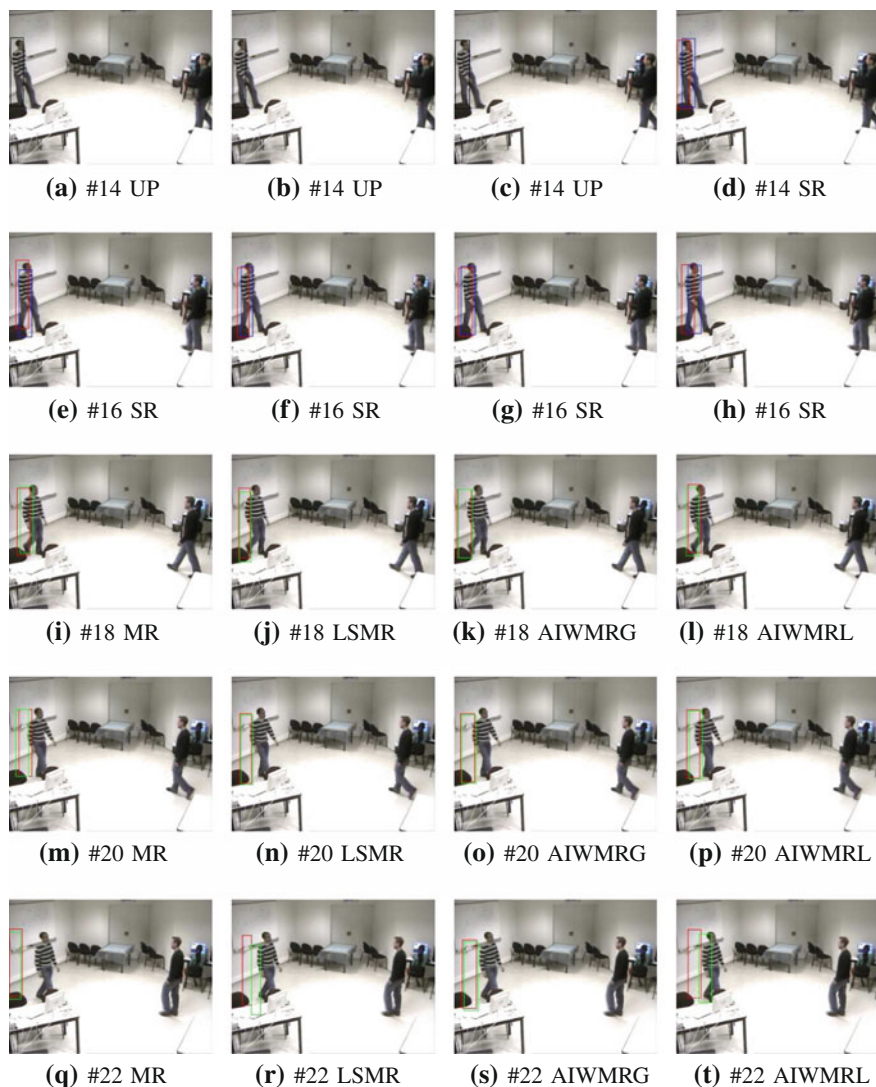 (a) #14 UP
(b) #14 UP
(c) #14 UP
(d) #14 SR
(e) #16 SR
(f) #16 SR
(g) #16 SR
(h) #16 SR
(i) #18 MR
(j) #18 LSMR
(k) #18 AIWMRG
(l) #18 AIWMRL
(m) #20 MR
(n) #20 LSMR
(o) #20 AIWMRG
(p) #20 AIWMRL
(q) #22 MR
(r) #22 LSMR
(s) #22 AIWMRG
(t) #22 AIWMRL